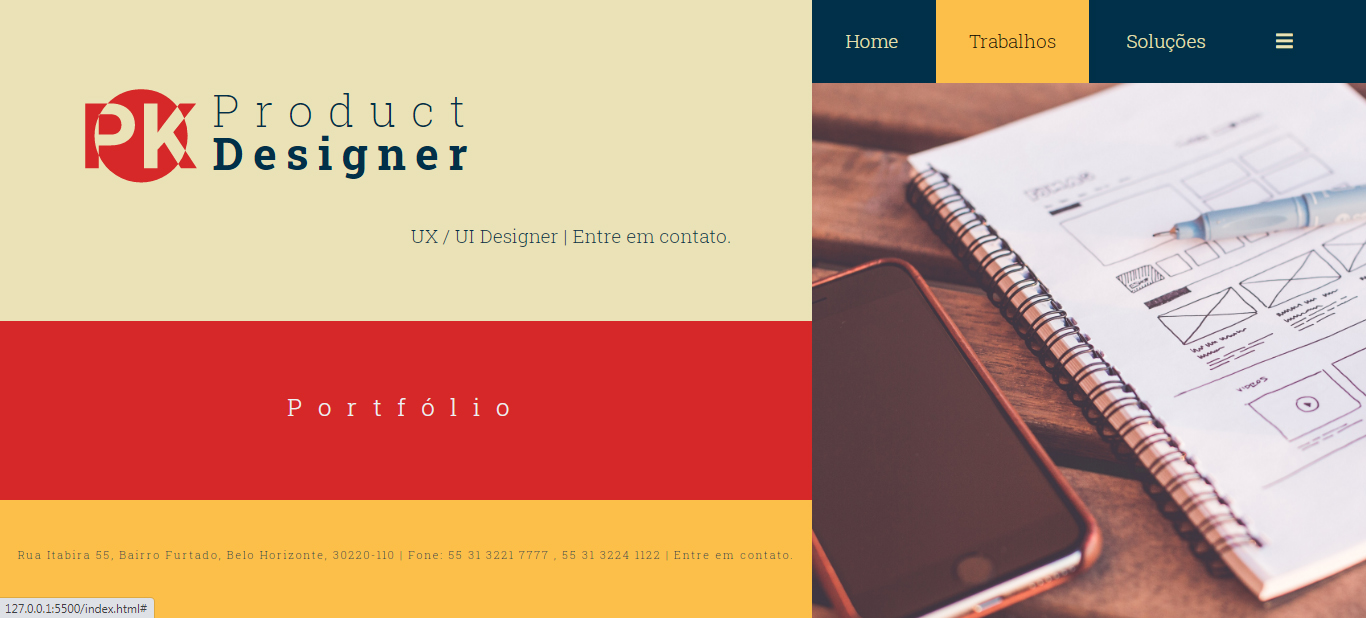 Home
Trabalhos
Soluções
PK
Product
Designer
UX / UI Designer | Entre em contato.
Portfólio
Rua Itabira 55, Bairro Furtado, Belo Horizonte, 30220-110 | Fone: 55 31 3221 7777 , 55 31 3224 1122 | Entre em contato.
VIDEOS
127.0.0.1:5500/index.html#